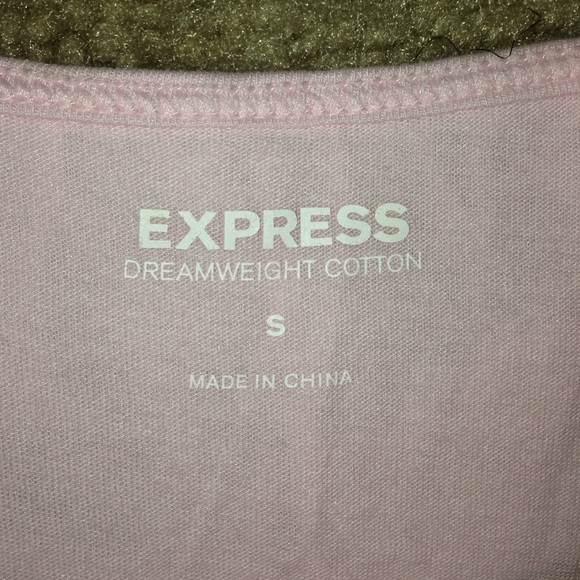 EXPRESS
DREAMWEIGHT COTTON
S
MADE IN CHINA